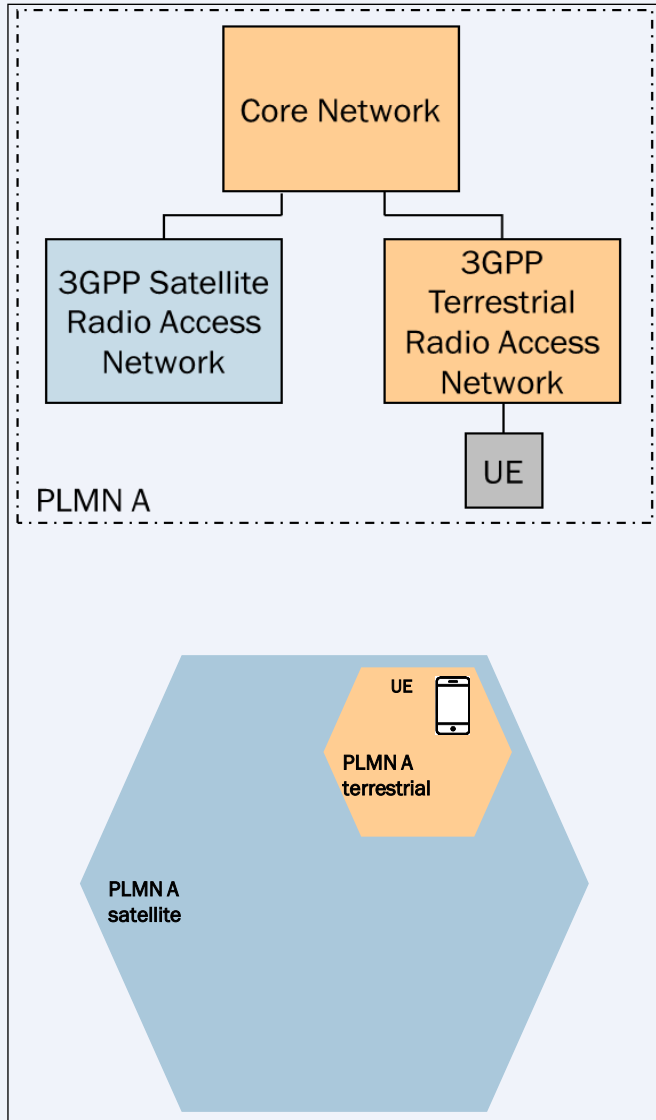 Core Network
3GPP Satellite
Radio Access
Network
3GPP
Terrestrial
Radio Access
Network
UE
PLMN A
UE
PLMN A
terrestrial
PLMN A
satellite